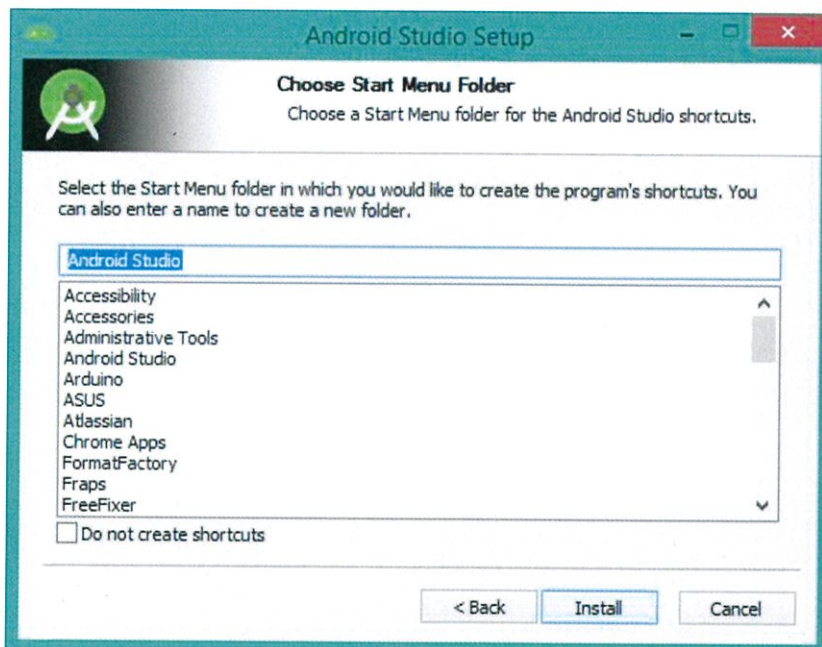 Android Studio Setup
Choose Start Menu Folder
Choose a Start Menu folder for the Android Studio shortcuts.
Select the Start Menu folder in which you would like to create the program's shortcuts. You
can also enter a name to create a new folder.
Android Studio
Accessibility
Accessories
Administrative Tools
Android Studio
Arduino
ASUS
Atlassian
Chrome Apps
FormatFactory
Fraps
FreeFixer
Do not create shortcuts
< Back
Install
Cancel